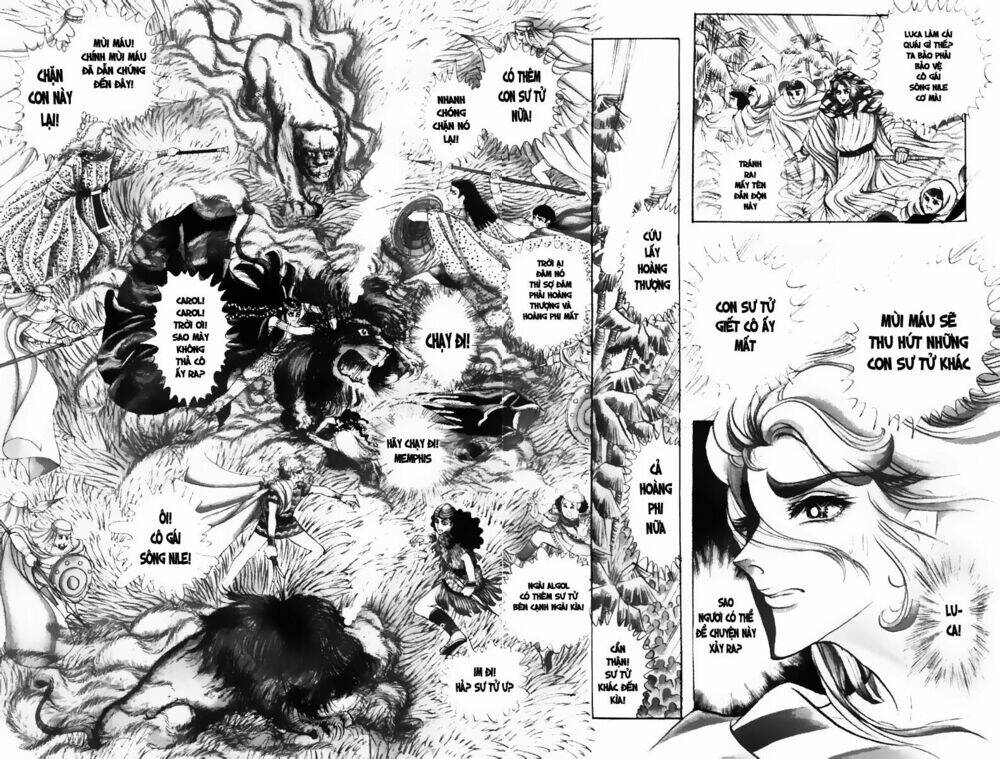 LUCA LÀM CÁI
QUÁI GÌ THẾ?
TA BẢO PHẢI
BẢO VỆ
CÔ GÁI
SÔNG NILE
CƠ MÀ!
TRÁNH
RA!
MẤY TÊN
ĐẦN ĐỘN
NÀY
MÙI MÁU SẼ
THU HÚT NHỮNG
CON SƯ TỬ KHÁC
CON SƯ TỬ
GIẾT CÔ ẤY
MẤT
LU-
CA!
SAO
NGƯƠI CÓ THỂ
ĐỂ CHUYỆN NÀY
XẢY RA?
CỨU
LẤY HOÀNG
THƯỢNG
CẢ
HOÀNG
PHI
NỮA
CẨN
THẬN!
SƯ TỬ
KHÁC ĐẾN
KÌA!
CÓ THÊM
CON SƯ TỬ
NỮA!
NHANH
CHÓNG
CHẶN NÓ
LẠI!
MÙI MÁU!
CHÍNH MÙI MÁU
ĐÃ DẪN CHÚNG
ĐẾN ĐÂY!
CHẶN
CON NÀY
LẠI!
TRỜI Ạ!
ĐÂM NÓ
THÌ SỢ ĐÂM
PHẢI HOÀNG
THƯỢNG VÀ
HOÀNG PHI MẤT
CHẠY ĐI!
CAROL!
CAROL!
TRỜI ƠI!
SAO MÀY
KHÔNG
THẢ CÔ
ẤY RA?
HÃY CHẠY ĐI!
MEMPHIS
ÔI!
CÔ GÁI
SÔNG NILE!
NGÀI ALGOL
CÓ THÊM SƯ TỬ
BÊN CẠNH NGÀI KÌA!
IM ĐI!
HẢ? SƯ TỬ Ư?